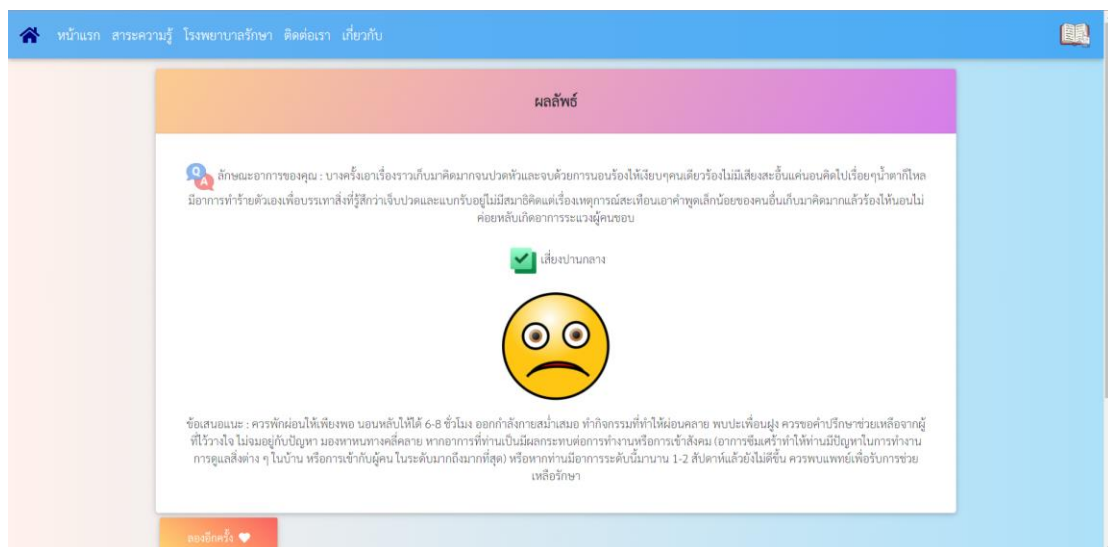 หน้าแรก สาระความรู้ โรงพยาบาลรักษา ติดต่อเรา เกี่ยวกับ
ผลลัพธ์
Q A ลักษณะอาการของคุณ : บางครั้งเอาเรื่องราวเก็บมาคิดมากจนปวดหัวและจบด้วยการนอนร้องให้เงียบๆคนเดียวร้องไม่มีเสียงสะอื้นแค่นอนคิดไปเรื่อยๆน้ำตาก็ไหล
มีอาการทำร้ายตัวเองเพื่อบรรเทาสิ่งที่รู้สึกว่าเจ็บปวดและแบกรับอยู่ไม่มีสมาธิคิดแต่เรื่องเหตุการณ์สะเทือนเอาคำพูดเล็กน้อยของคนอื่นเก็บมาคิดมากแล้วร้องให้นอนไม่
ค่อยหลับเกิดอาการระแวงผู้คนชอบ
เสี่ยงปานกลาง
ข้อเสนอแนะ : ควรพักผ่อนให้เพียงพอ นอนหลับให้ได้ 6-8 ชั่วโมง ออกกำลังกายสม่ำเสมอ ทำกิจกรรมที่ทำให้ผ่อนคลาย พบปะเพื่อนฝูง ควรขอคำปรึกษาช่วยเหลือจากผู้
ที่ไว้วางใจ ไม่จมอยู่กับปัญหา มองหาหนทางคลี่คลาย หากอาการที่ท่านเป็นมีผลกระทบต่อการทำงานหรือการเข้าสังคม (อาการซึมเศร้าทำให้ท่านมีปัญหาในการทำงาน
การดูแลสิ่งต่าง ๆ ในบ้าน หรือการเข้ากับผู้คน ในระดับมากถึงมากที่สุด) หรือหากท่านมีอาการระดับนี้มานาน 1-2 สัปดาห์แล้วยังไม่ดีขึ้น ควรพบแพทย์เพื่อรับการช่วย
เหลือรักษา
ลองอีกครั้ง